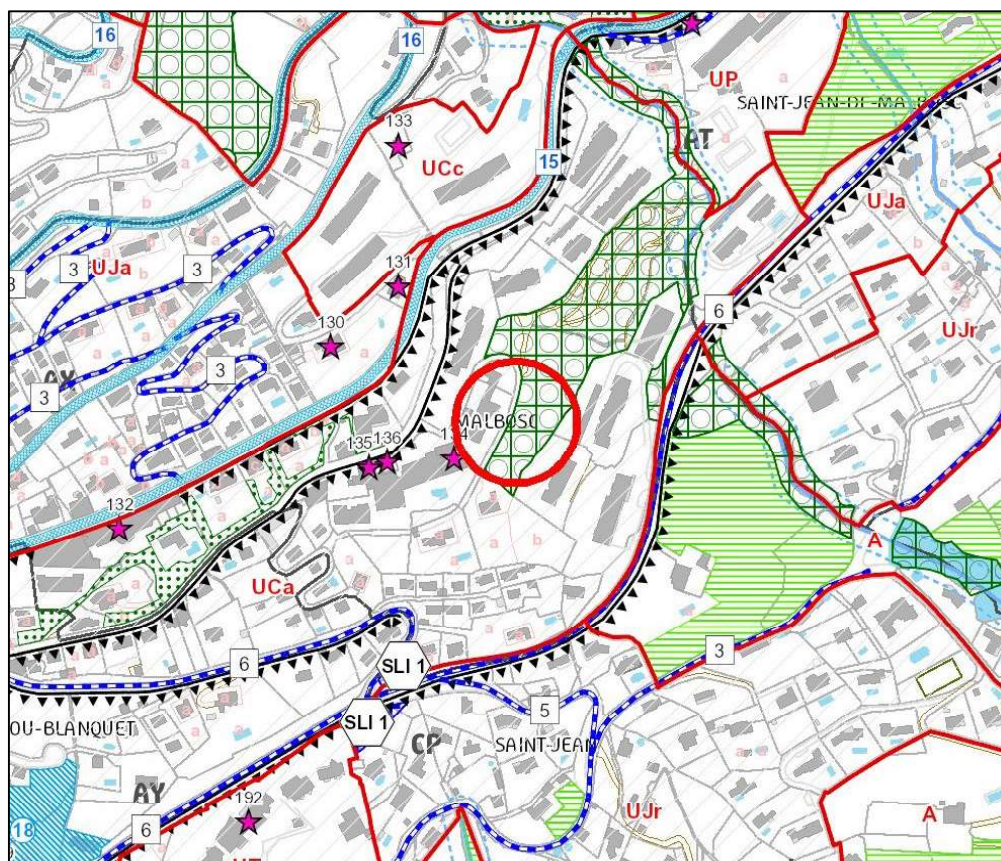 16
16
UP
SAINT-JEAN-DE-MALBOSC
133
AT
UCc
15
UJa
3
3
UJa
131
6
130
UJr
3
3
MALBOSC
135
136
134
132
A
UCa
3
6
SLI 1
5
SLI 1
OU-BLANQUET
CP
SAINT-JEAN
AY
192
UJr
A
18
6